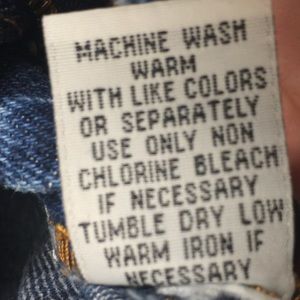 MACHINE WASH
WARM
WITH LIKE COLORS
OR SEPARATELY
USE ONLY NON
CHLORINE BLEACH
IF NECESSARY
TUMBLE DRY LOW
WARM IRON IF
NECESSARY